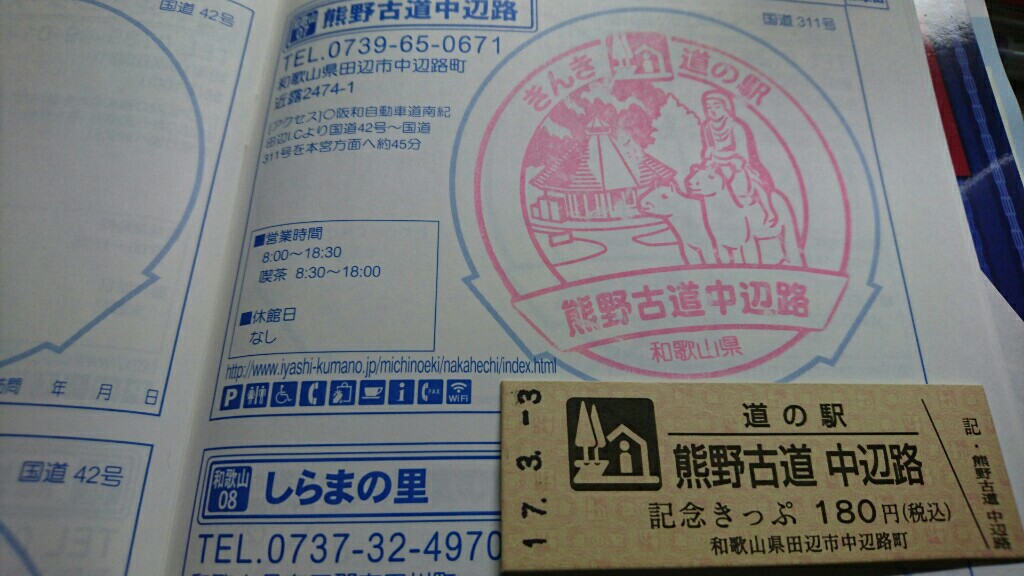 国道 42号
熊野古道中辺路
国道 311号
TEL.0739-65-0671
和歌山県田辺市中辺路町
近露2474-1
[アクセス]〇阪和自動車道南紀
田辺I.Cより国道42号〜国道
311号を本宮方面へ約45分
■営業時間
8:00〜18:30
喫茶 8:30〜18:00
■休館日
なし
http://www.iyashi-kumano.jp/michinoeki/nakahechi/index.html
P
FAX
WiFi
きんき 道の駅
熊野古道中辺路
和歌山県
年 月 日
国道 42号
和歌山
08
しらまの里
TEL.0737-32-4970
17. 3. -3
道の駅
熊野古道 中辺路
記念きっぷ 180円(税込)
和歌山県田辺市中辺路町
記・熊野古道 中辺路